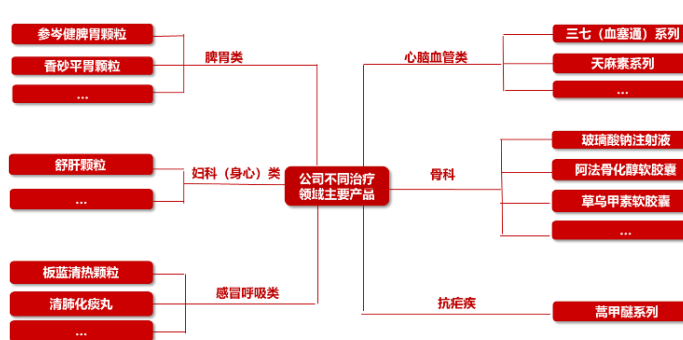 公司不同治疗
领域主要产品
脾胃类
参苓健脾胃颗粒
香砂平胃颗粒
...
妇科（身心）类
舒肝颗粒
...
感冒呼吸类
板蓝清热颗粒
清肺化痰丸
...
心脑血管类
三七（血塞通）系列
天麻素系列
...
骨科
玻璃酸钠注射液
阿法骨化醇软胶囊
草乌甲素软胶囊
...
抗疟疾
蒿甲醚系列